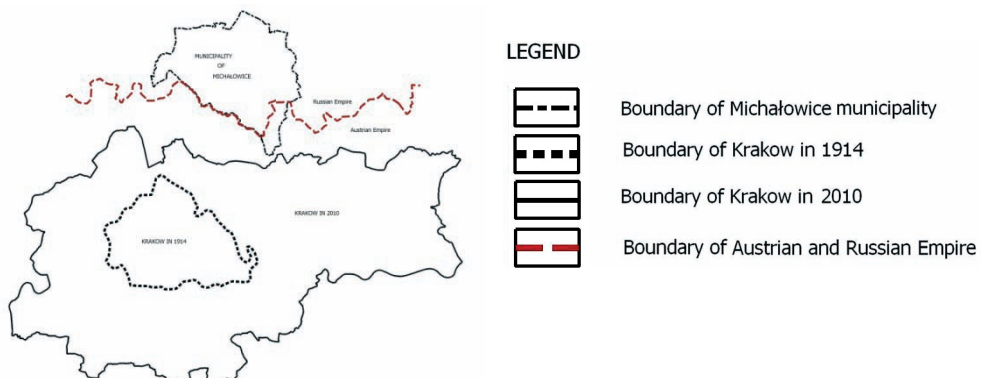 MUNICIPALITY
OF
MICHAŁOWICE
Russian Empire
Austrian Empire
KRAKOW IN 2010
KRAKOW IN 1914
LEGEND
Boundary of Michałowice municipality
Boundary of Krakow in 1914
Boundary of Krakow in 2010
Boundary of Austrian and Russian Empire